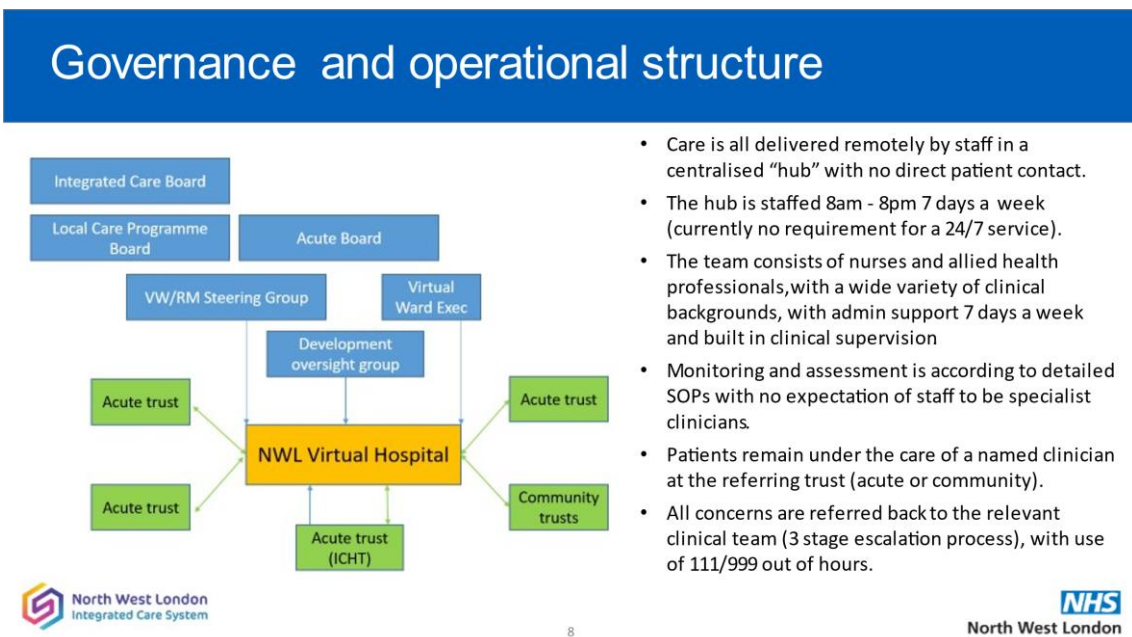 Governance and operational structure
Integrated Care Board
Local Care Programme
Board
Acute Board
VW/RM Steering Group
Virtual
Ward Exec
Development
oversight group
Acute trust
Acute trust
NWL Virtual Hospital
Acute trust
Community
trusts
Acute trust
(ICHT)
• Care is all delivered remotely by staff in a
centralised “hub” with no direct patient contact.
• The hub is staffed 8am - 8pm 7 days a week
(currently no requirement for a 24/7 service).
• The team consists of nurses and allied health
professionals,with a wide variety of clinical
backgrounds, with admin support 7 days a week
and built in clinical supervision
• Monitoring and assessment is according to detailed
SOPs with no expectation of staff to be specialist
clinicians.
• Patients remain under the care of a named clinician
at the referring trust (acute or community).
• All concerns are referred back to the relevant
clinical team (3 stage escalation process), with use
of 111/999 out of hours.
North West London
Integrated Care System
8
NHS
North West London